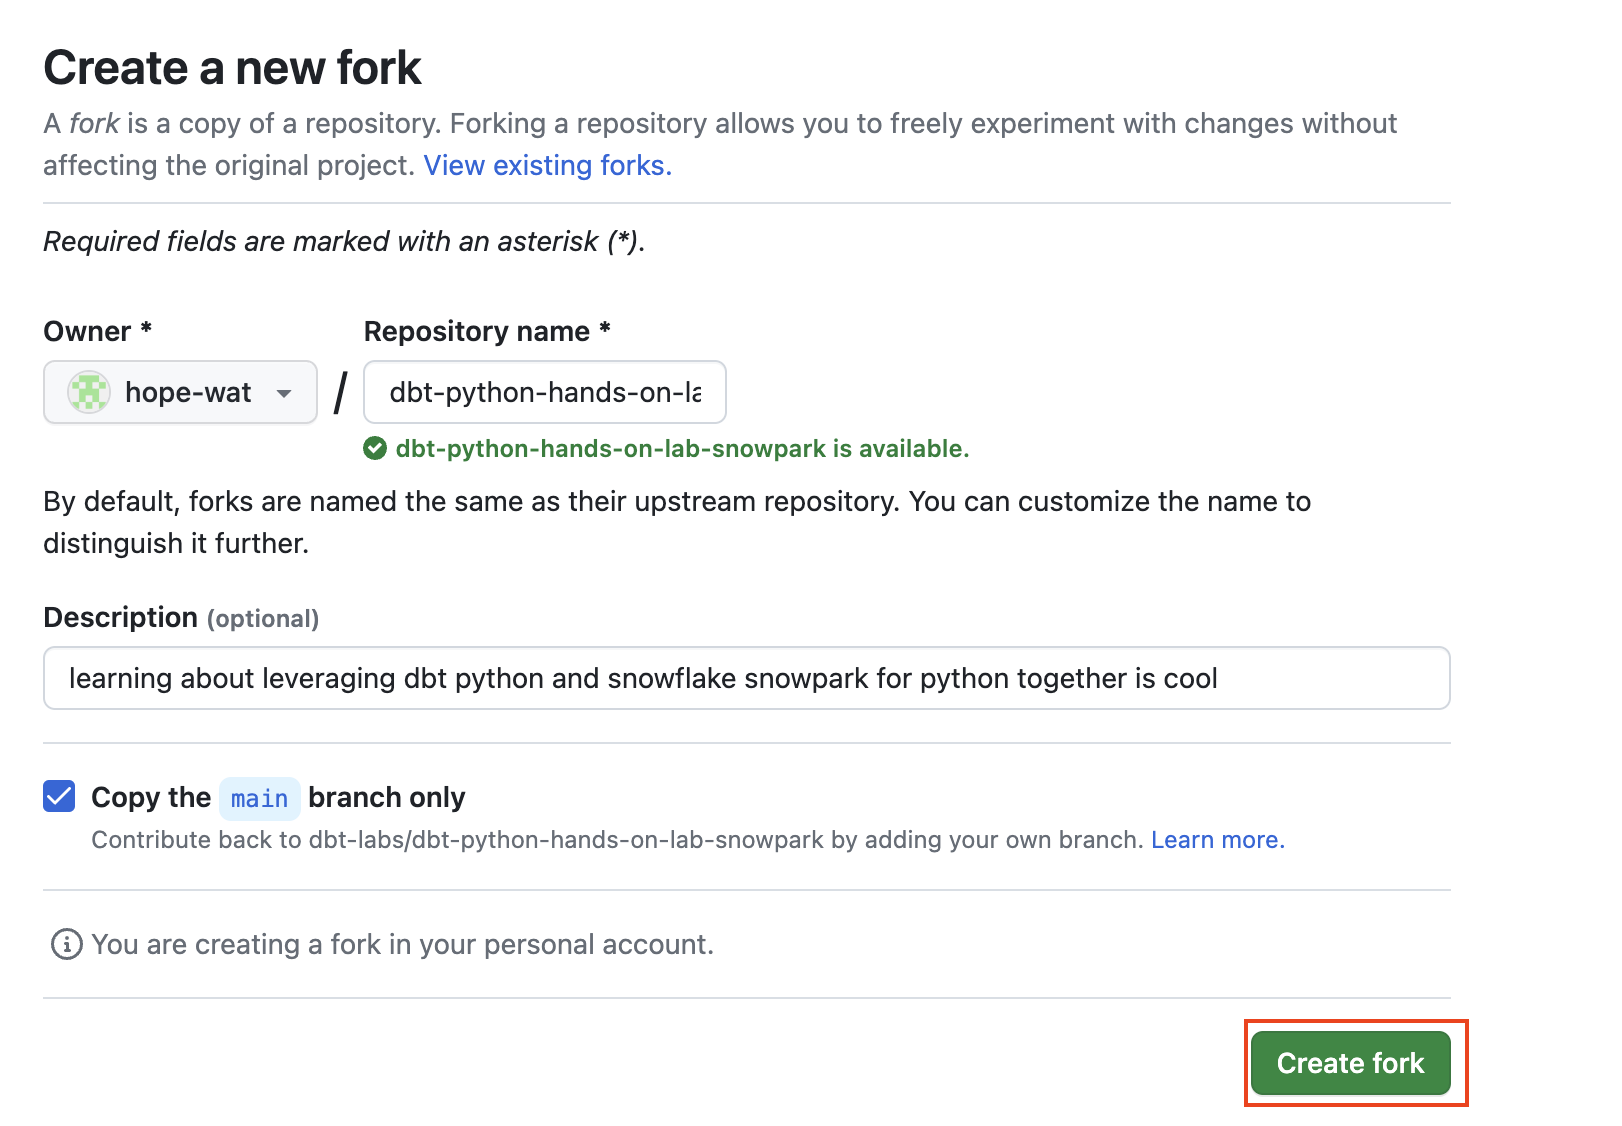 Create a new fork
A fork is a copy of a repository. Forking a repository allows you to freely experiment with changes without
affecting the original project. View existing forks.
Required fields are marked with an asterisk (*).
Owner *
Repository name *
hope-wat
/
dbt-python-hands-on-la
dbt-python-hands-on-lab-snowpark is available.
By default, forks are named the same as their upstream repository. You can customize the name to
distinguish it further.
Description (optional)
learning about leveraging dbt python and snowflake snowpark for python together is cool
Copy the main branch only
Contribute back to dbt-labs/dbt-python-hands-on-lab-snowpark by adding your own branch. Learn more.
You are creating a fork in your personal account.
Create fork